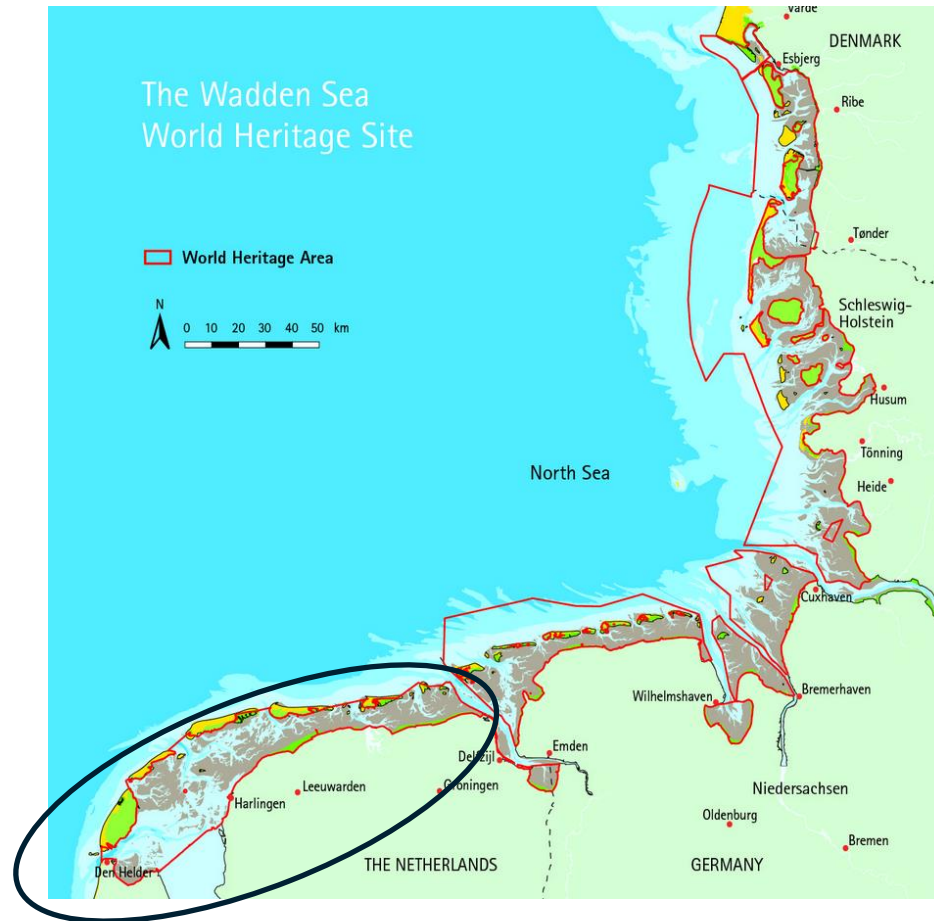 Varde
DENMARK
Esbjerg
The Wadden Sea
World Heritage Site
Ribe
Tønder
World Heritage Area
N
0 10 20 30 40 50 km
Schleswig-
Holstein
Husum
Tönning
North Sea
Heide
Cuxhaven
Wilhelmshaven
Bremerhaven
Emden
Delfzijl
Leeuwarden
Groningen
Harlingen
Niedersachsen
Oldenburg
Bremen
Den Helder
THE NETHERLANDS
GERMANY